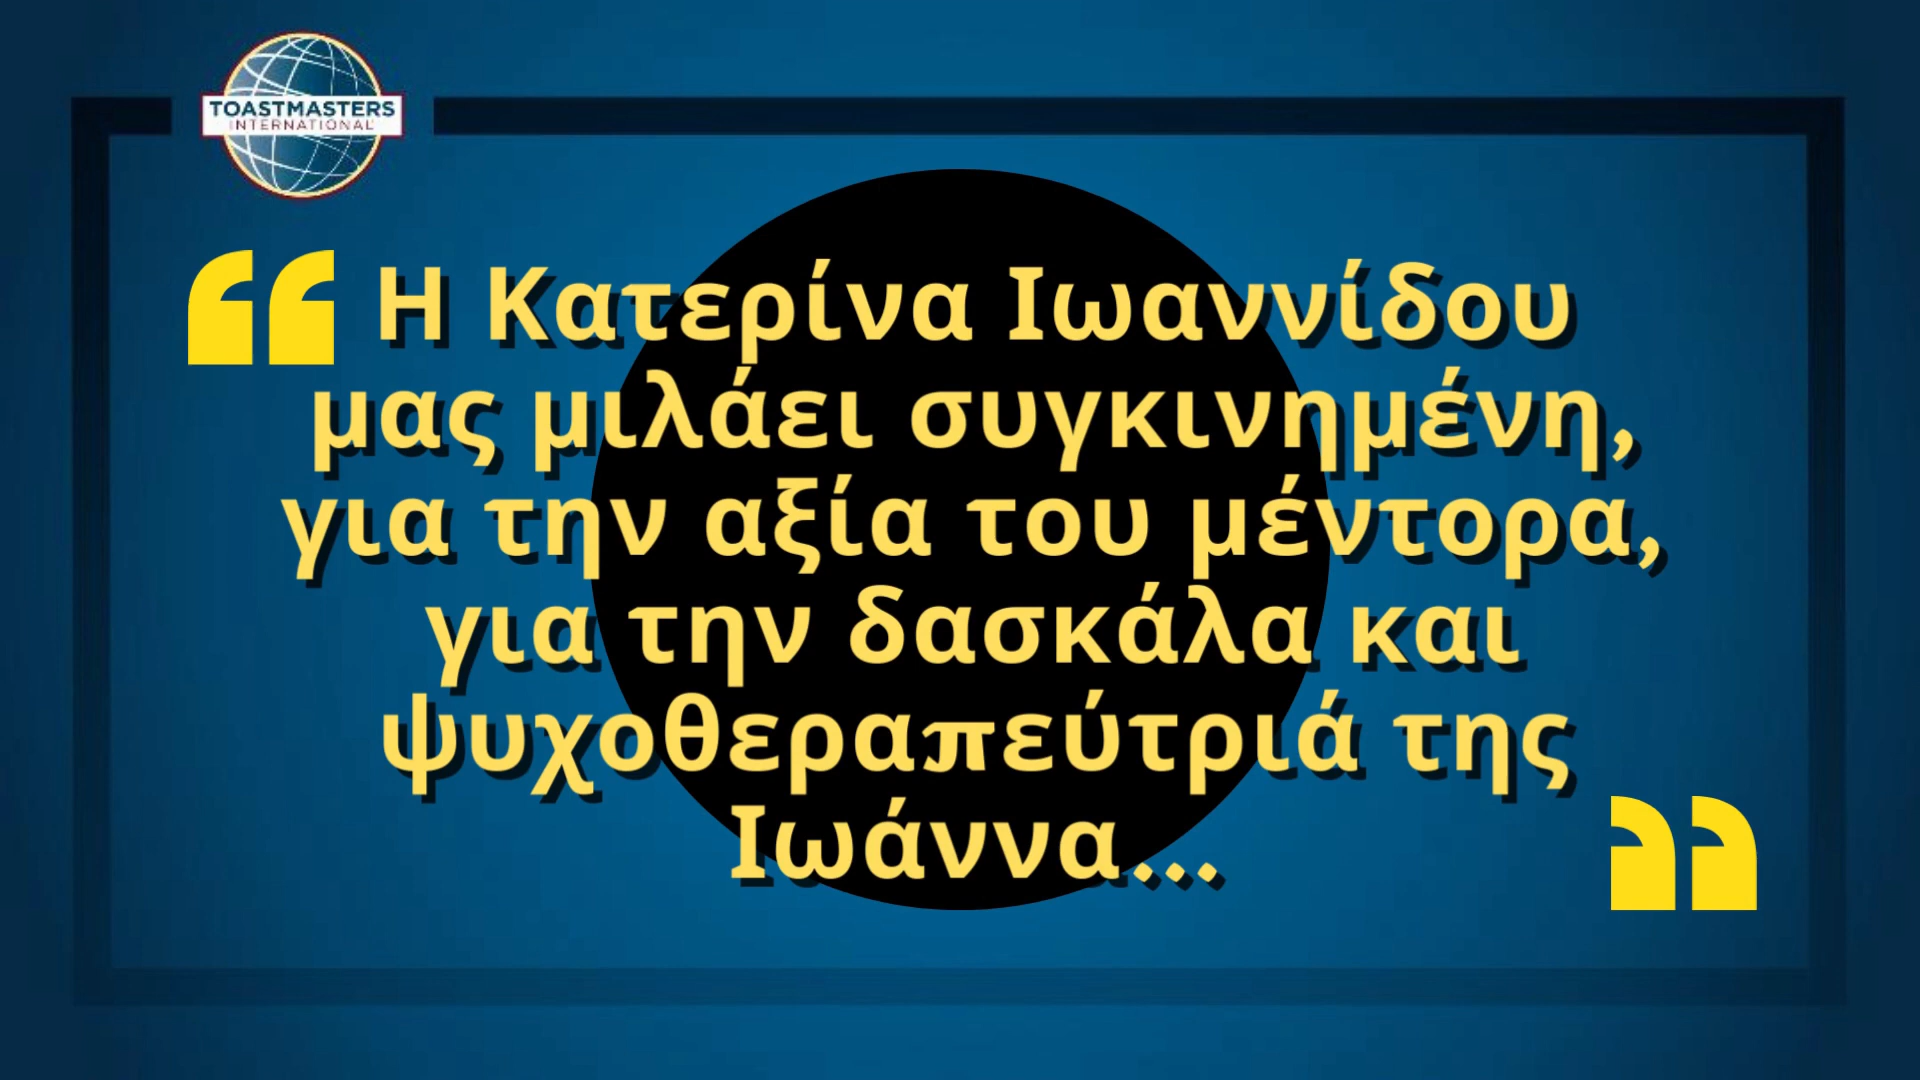 TOASTMASTERS
INTERNATIONAL
“ Η Κατερίνα Ιωαννίδου
μας μιλάει συγκινημένη,
για την αξία του μέντορα,
για την δασκάλα και
ψυχοθεραπεύτριά της
Ιωάννα... ”